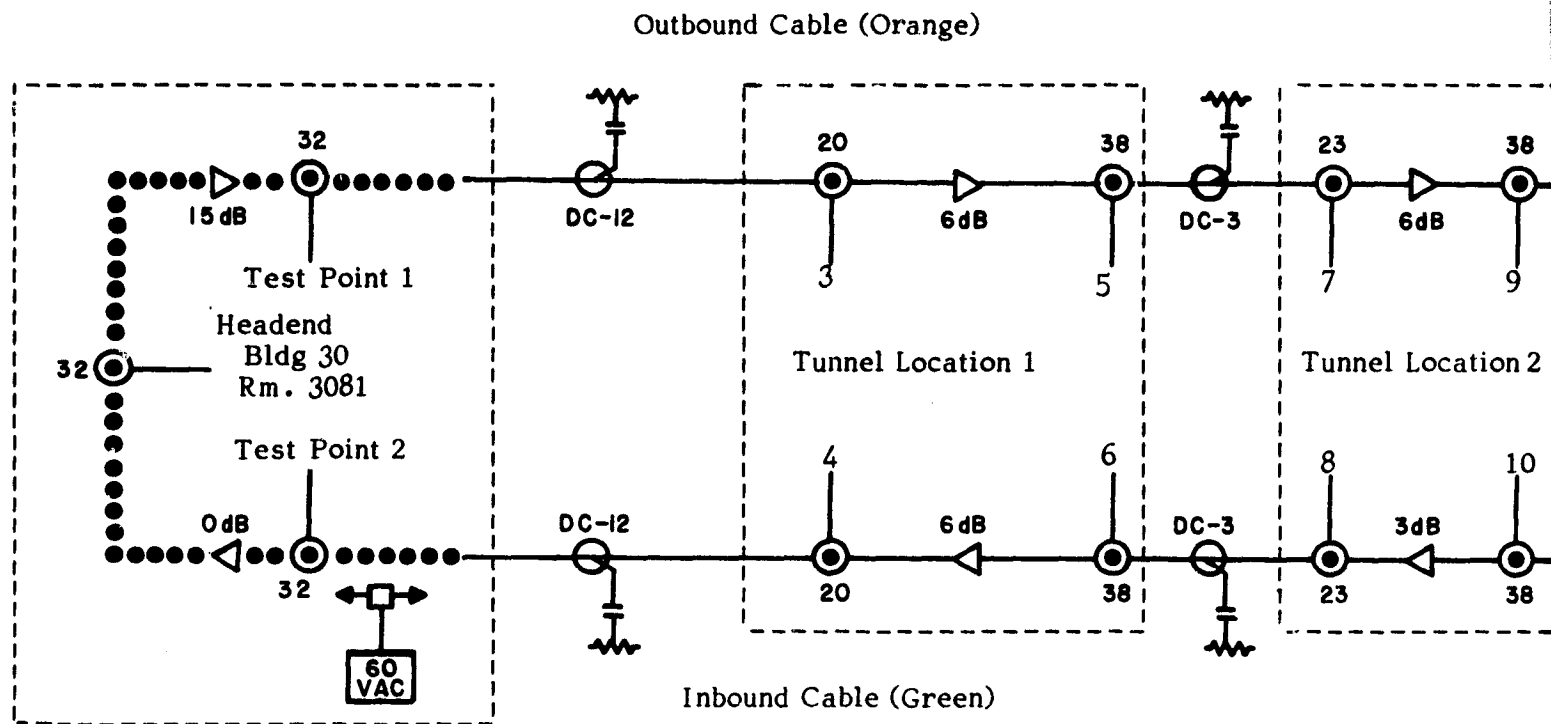 Outbound Cable (Orange)
32
20
38
23
38
15dB
DC-12
6dB
DC-3
6dB
Test Point 1
3
5
7
9
Headend
Bldg 30
Rm. 3081
32
Tunnel Location 1
Tunnel Location 2
Test Point 2
4
6
8
10
0dB
DC-12
6dB
DC-3
3dB
32
20
38
23
38
60
VAC
Inbound Cable (Green)